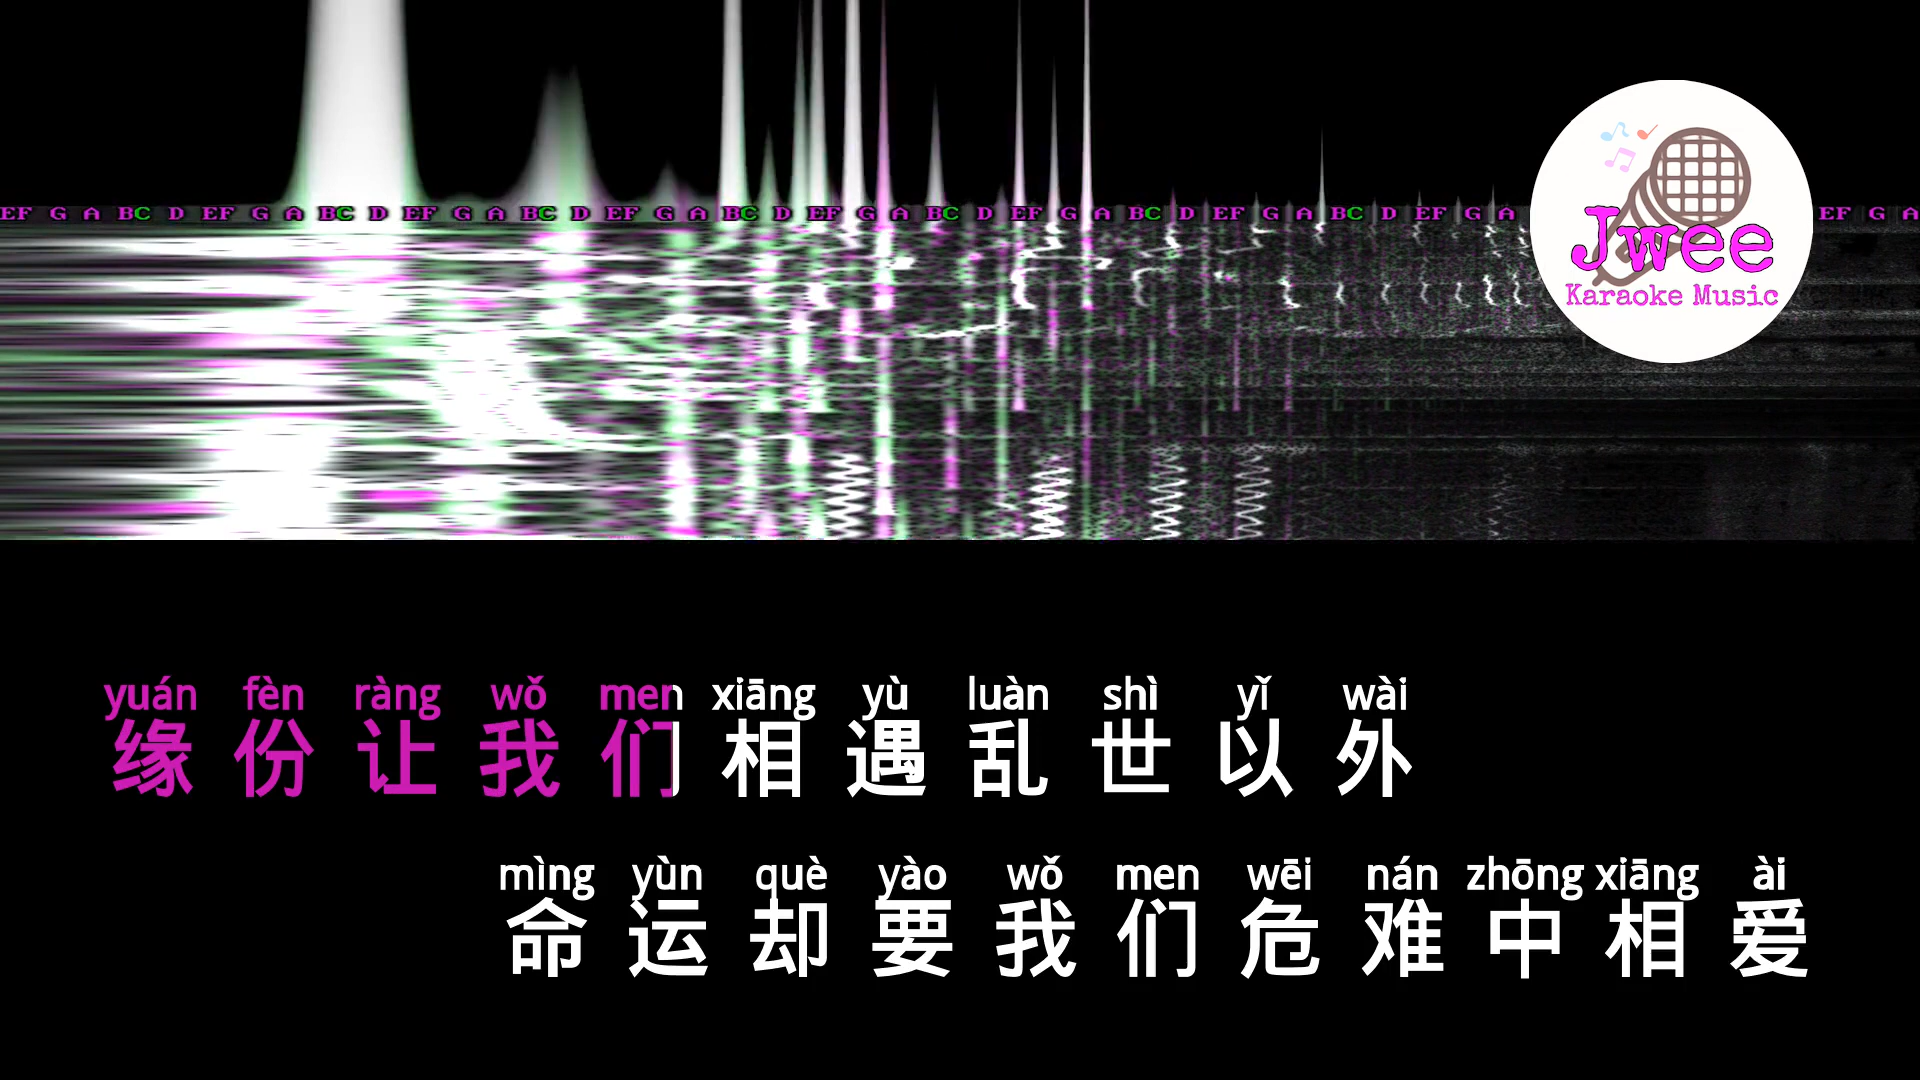 EF G A BC D EF G A BC D EF G A BC D EF G A BC D EF G A BC D EF G A BC D EF G A BC D EF G A EF G A
Jwee
Karaoke Music
yuán fèn ràng wǒ men xiāng yù luàn shì yǐ wài
缘 份 让 我 们 相 遇 乱 世 以 外
mìng yùn què yào wǒ men wēi nán zhōng xiāng ài
命 运 却 要 我 们 危 难 中 相 爱